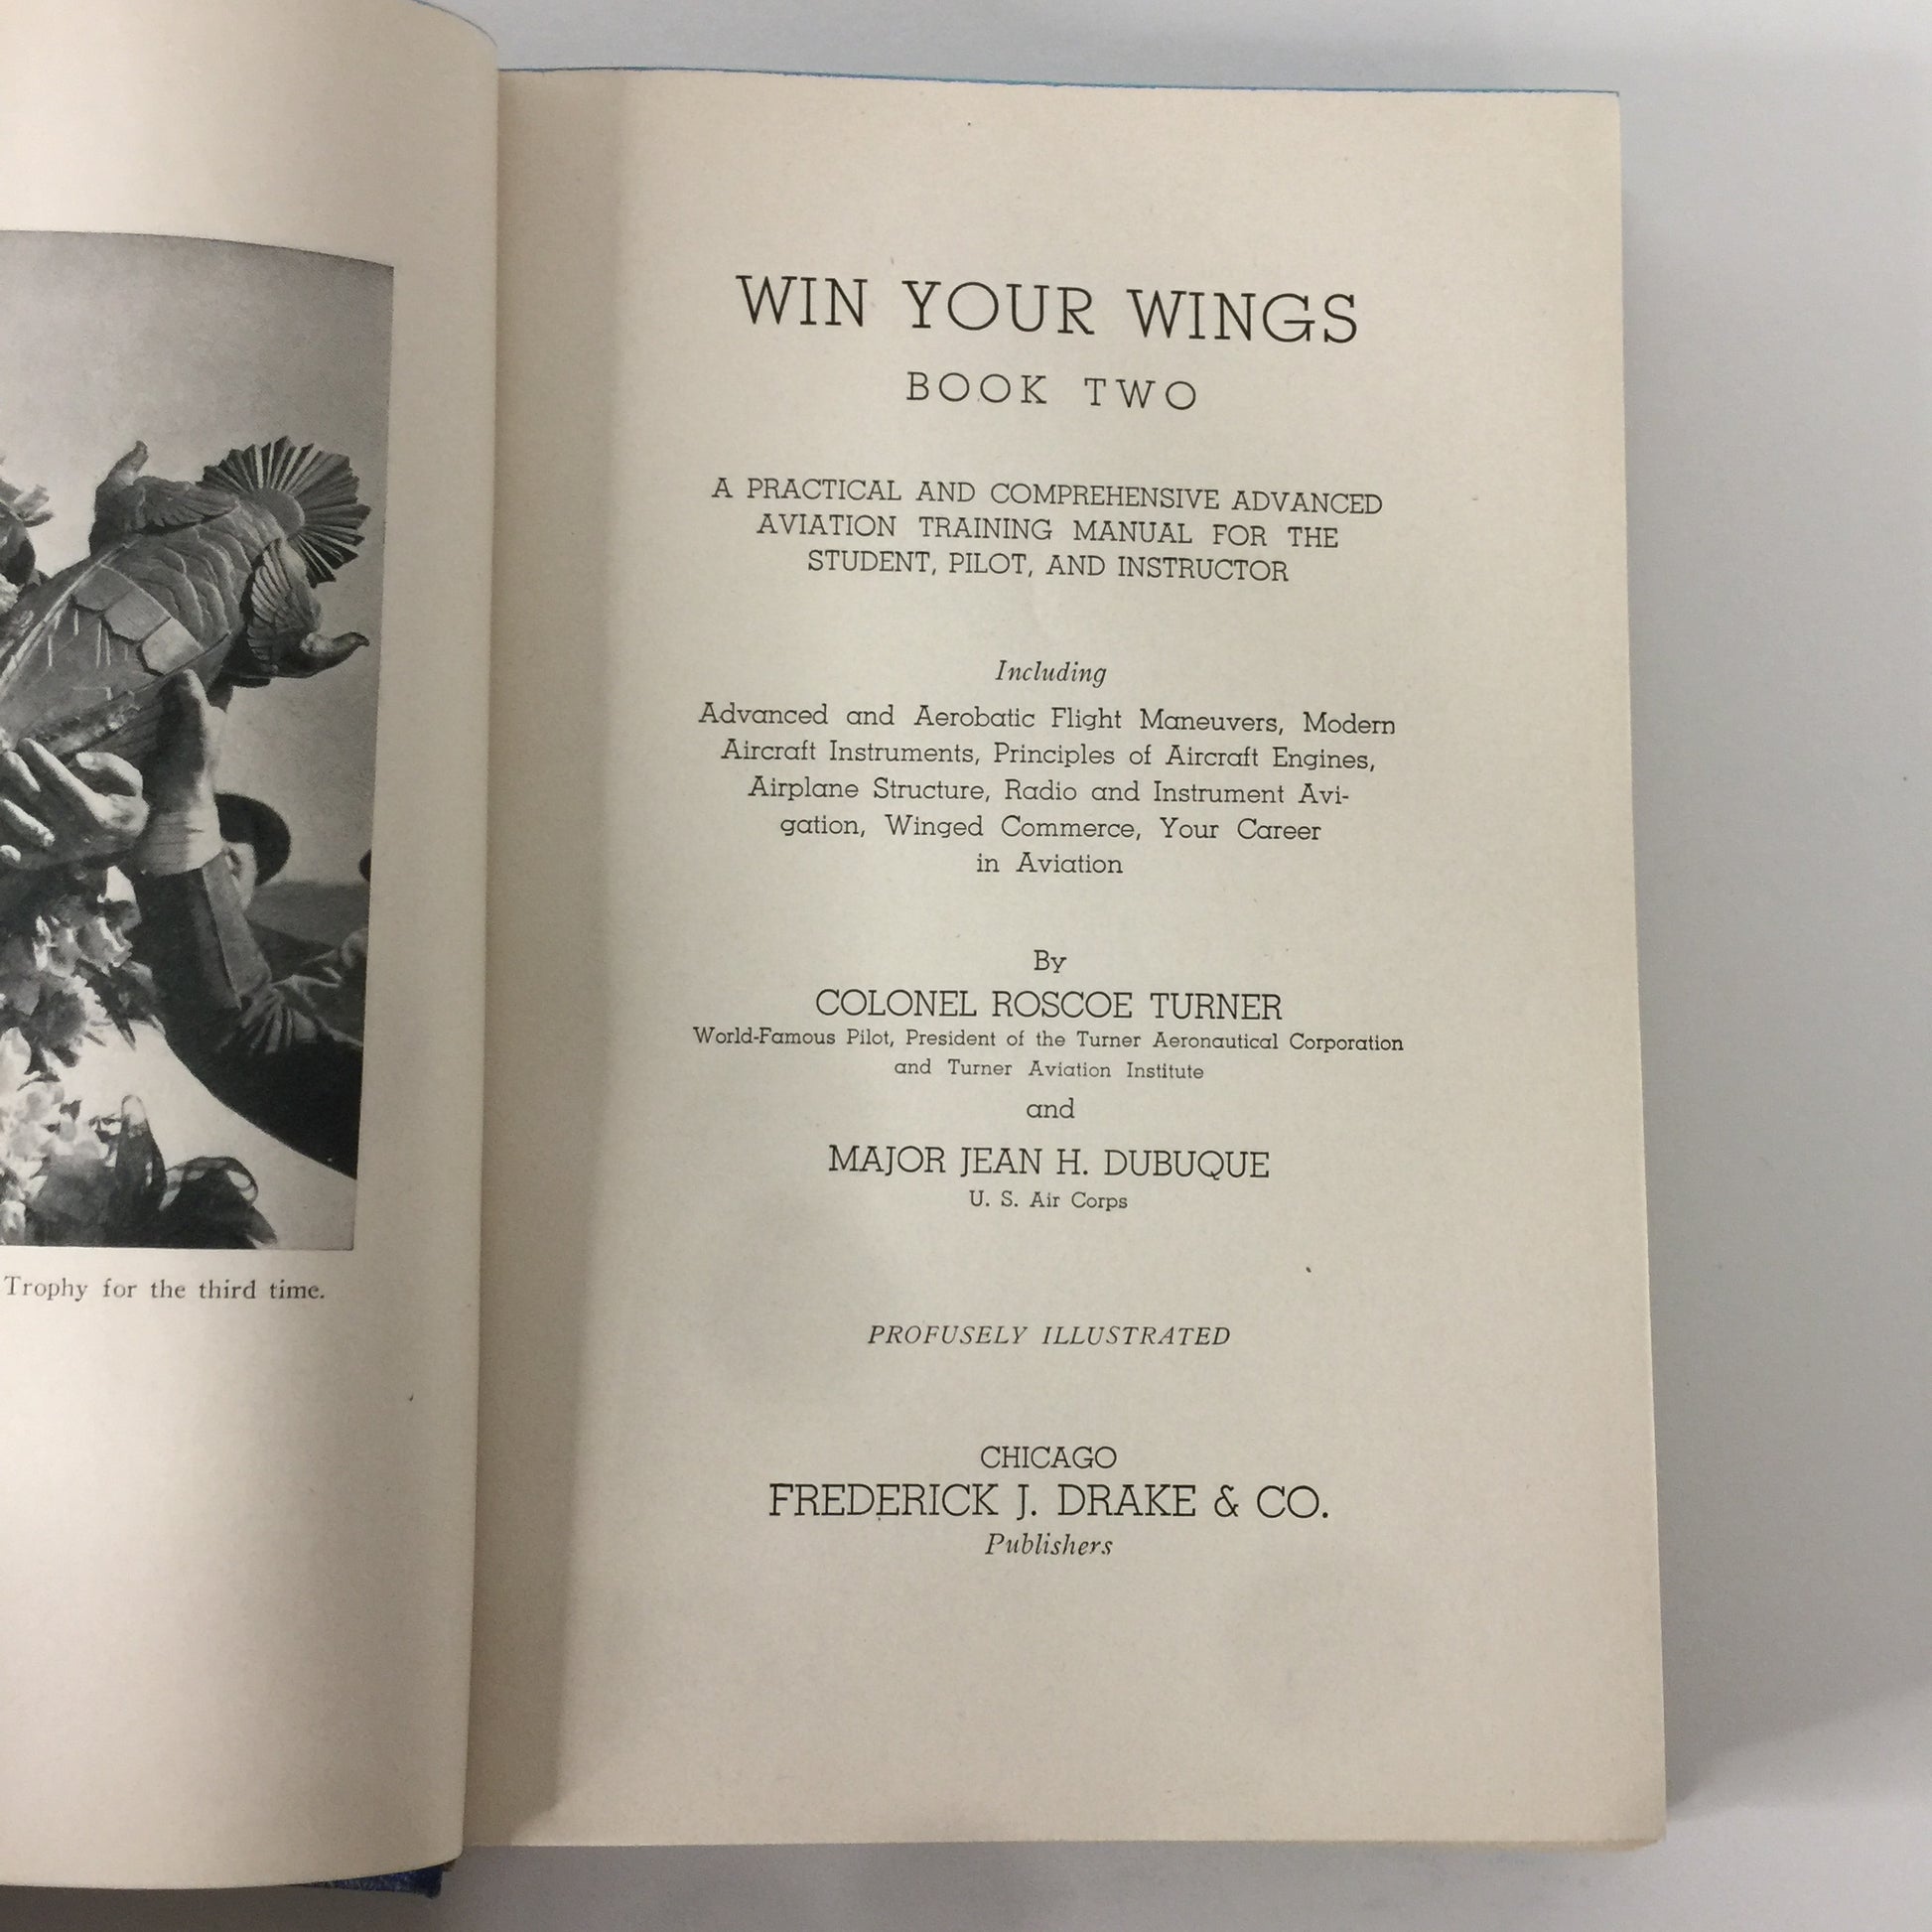 Trophy for the third time.
WIN YOUR WINGS
BOOK TWO
A PRACTICAL AND COMPREHENSIVE ADVANCED
AVIATION TRAINING MANUAL FOR THE
STUDENT, PILOT, AND INSTRUCTOR
Including
Advanced and Aerobatic Flight Maneuvers, Modern
Aircraft Instruments, Principles of Aircraft Engines,
Airplane Structure, Radio and Instrument Avi-
gation, Winged Commerce, Your Career
in Aviation
By
COLONEL ROSCOE TURNER
World-Famous Pilot, President of the Turner Aeronautical Corporation
and Turner Aviation Institute
and
MAJOR JEAN H. DUBUQUE
U. S. Air Corps
PROFUSELY ILLUSTRATED
CHICAGO
FREDERICK J. DRAKE & CO.
Publishers